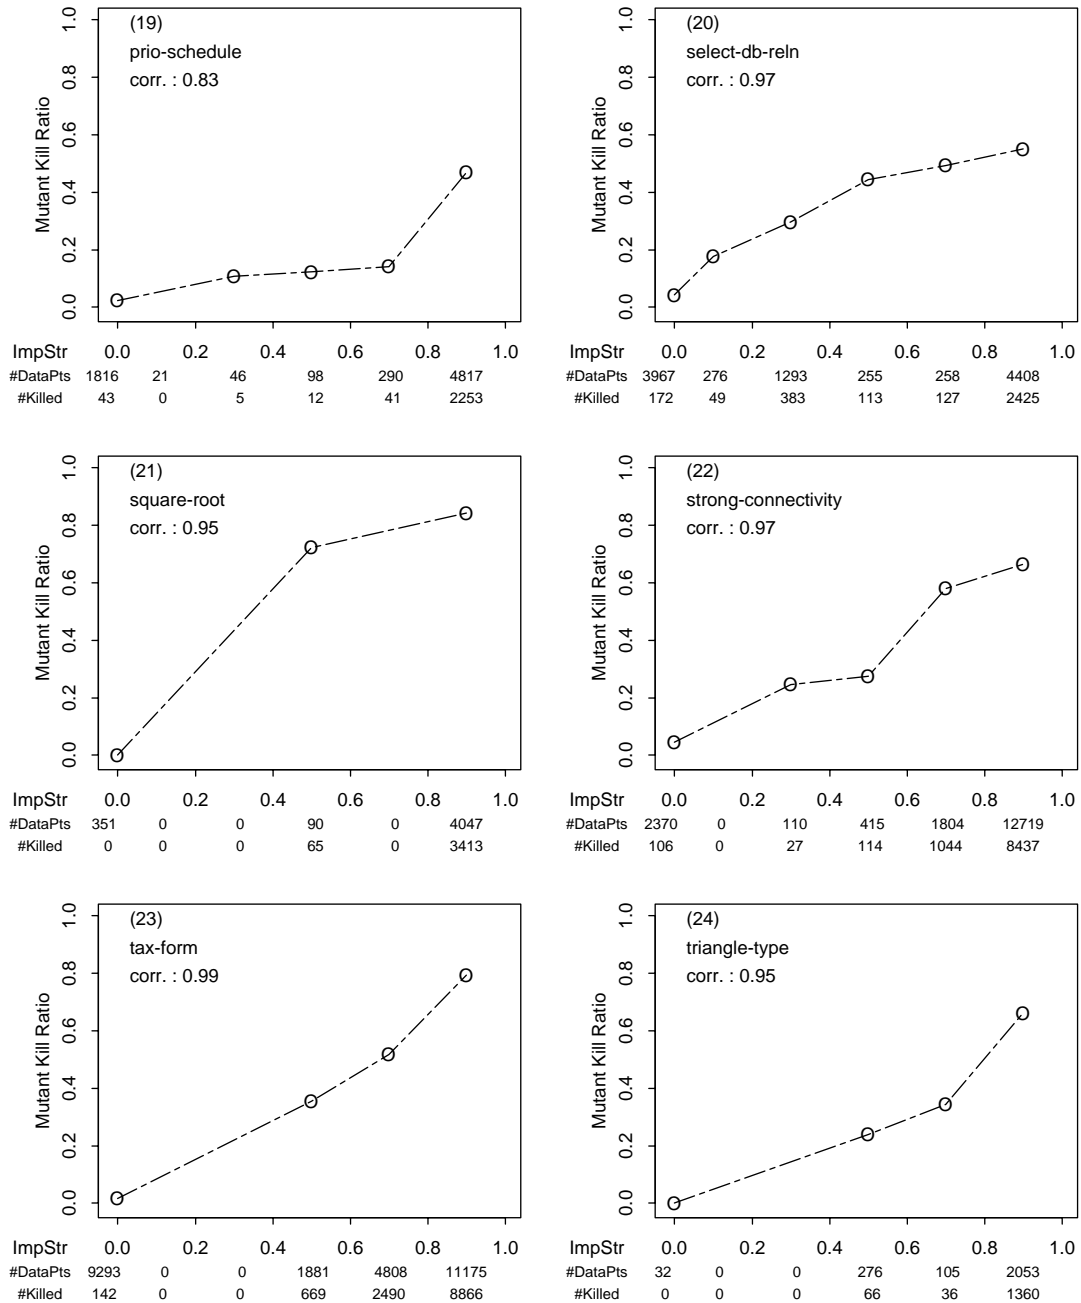 (19)
prio-schedule
corr. : 0.83
Mutant Kill Ratio
0.0 0.2 0.4 0.6 0.8 1.0
ImpStr 0.0 0.2 0.4 0.6 0.8 1.0
#DataPts 1816 21 46 98 290 4817
#Killed 43 0 5 12 41 2253
(20)
select-db-reln
corr. : 0.97
Mutant Kill Ratio
0.0 0.2 0.4 0.6 0.8 1.0
ImpStr 0.0 0.2 0.4 0.6 0.8 1.0
#DataPts 3967 276 1293 255 258 4408
#Killed 172 49 383 113 127 2425
(21)
square-root
corr. : 0.95
Mutant Kill Ratio
0.0 0.2 0.4 0.6 0.8 1.0
ImpStr 0.0 0.2 0.4 0.6 0.8 1.0
#DataPts 351 0 0 90 0 4047
#Killed 0 0 0 65 0 3413
(22)
strong-connectivity
corr. : 0.97
Mutant Kill Ratio
0.0 0.2 0.4 0.6 0.8 1.0
ImpStr 0.0 0.2 0.4 0.6 0.8 1.0
#DataPts 2370 0 110 415 1804 12719
#Killed 106 0 27 114 1044 8437
(23)
tax-form
corr. : 0.99
Mutant Kill Ratio
0.0 0.2 0.4 0.6 0.8 1.0
ImpStr 0.0 0.2 0.4 0.6 0.8 1.0
#DataPts 9293 0 0 1881 4808 11175
#Killed 142 0 0 669 2490 8866
(24)
triangle-type
corr. : 0.95
Mutant Kill Ratio
0.0 0.2 0.4 0.6 0.8 1.0
ImpStr 0.0 0.2 0.4 0.6 0.8 1.0
#DataPts 32 0 0 276 105 2053
#Killed 0 0 0 66 36 1360